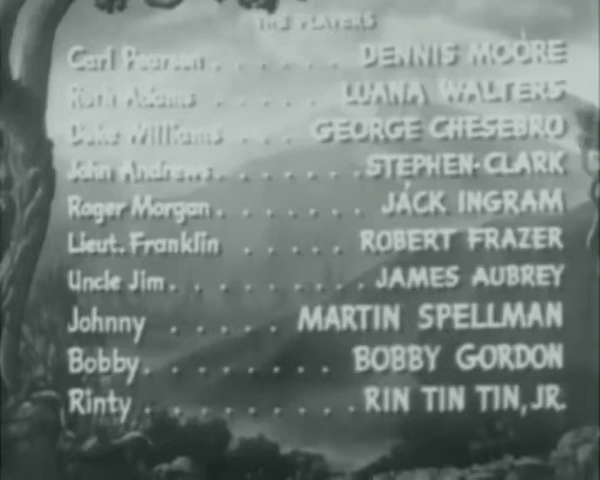 THE PLAYERS
Carl Pearson . . . . . . DENNIS MOORE
Ruth Adams . . . . . LUANA WALTERS
Duke Williams . . . GEORGE CHESEBRO
John Andrews. . . . . . . STEPHEN CLARK
Roger Morgan. . . . . . . JACK INGRAM
Lieut. Franklin . . . . . ROBERT FRAZER
Uncle Jim. . . . . . . . . . JAMES AUBREY
Johnny . . . . . MARTIN SPELLMAN
Bobby. . . . . . . . . BOBBY GORDON
Rinty . . . . . . . . . . RIN TIN TIN, JR.